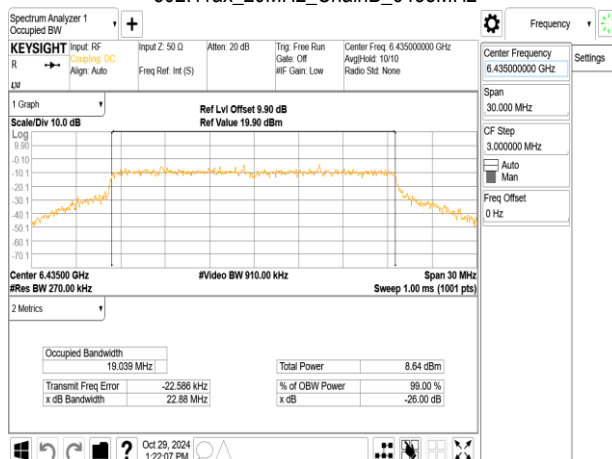 802.11ax_20MHz_ChainB_6435MHz
Spectrum Analyzer 1
Occupied BW
KEYSIGHT
R
LXI
Input: RF
Coupling: DC
Align: Auto
Input Z: 50 Ω
Freq Ref: Int (S)
Atten: 20 dB
Trig: Free Run
Gate: Off
#IF Gain: Low
Center Freq: 6.435000000 GHz
Avg|Hold: 10/10
Radio Std: None
1 Graph
Scale/Div 10.0 dB
Ref Lvl Offset 9.90 dB
Ref Value 19.90 dBm
Log
9.90
-0.10
-10.1
-20.1
-30.1
-40.1
-50.1
-60.1
-70.1
Center 6.43500 GHz
#Res BW 270.00 kHz
#Video BW 910.00 kHz
Span 30 MHz
Sweep 1.00 ms (1001 pts)
2 Metrics
Occupied Bandwidth
19.039 MHz
Transmit Freq Error -22.586 kHz
x dB Bandwidth 22.88 MHz
Total Power 8.64 dBm
% of OBW Power 99.00 %
x dB -26.00 dB
Oct 29, 2024
1:22:07 PM
Frequency
Settings
Center Frequency
6.435000000 GHz
Span
30.000 MHz
CF Step
3.000000 MHz
Auto
Man
Freq Offset
0 Hz